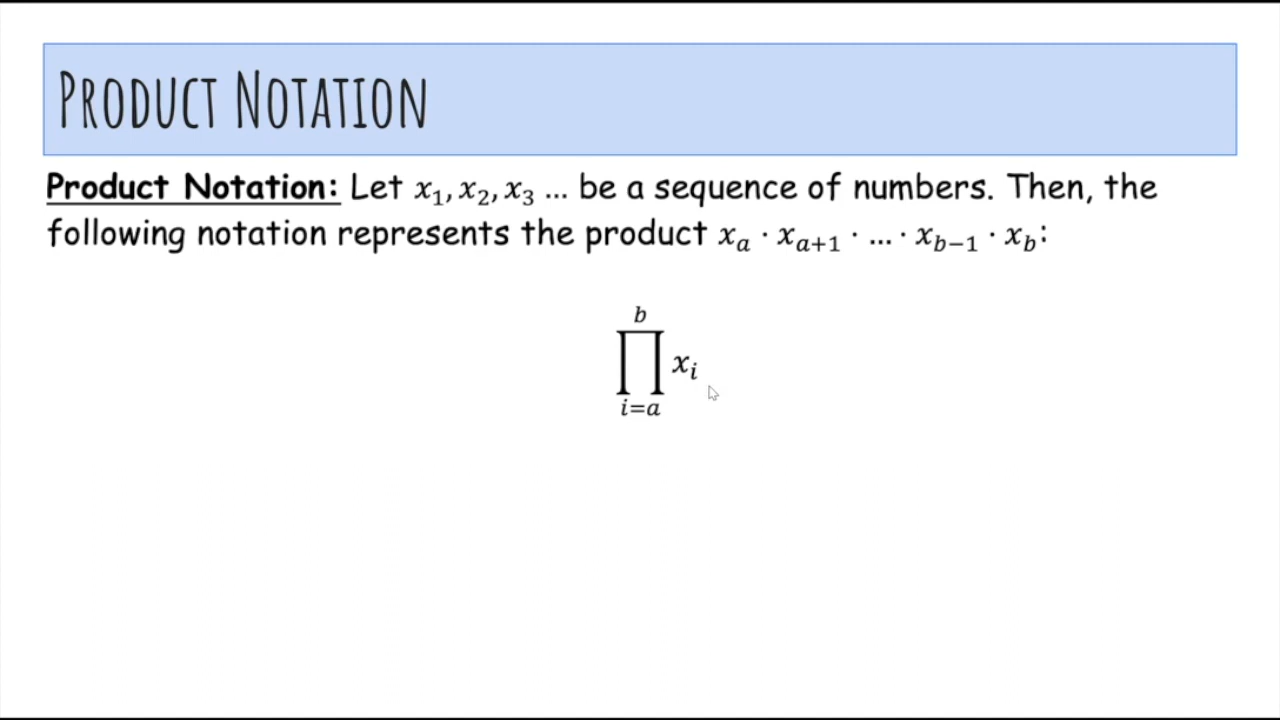 PRODUCT NOTATION
Product Notation: Let x₁, x₂, x₃ … be a sequence of numbers. Then, the
following notation represents the product xₐ · xₐ₊₁ · … · x_{b−1} · x_b:
b
∏ xᵢ
i=a